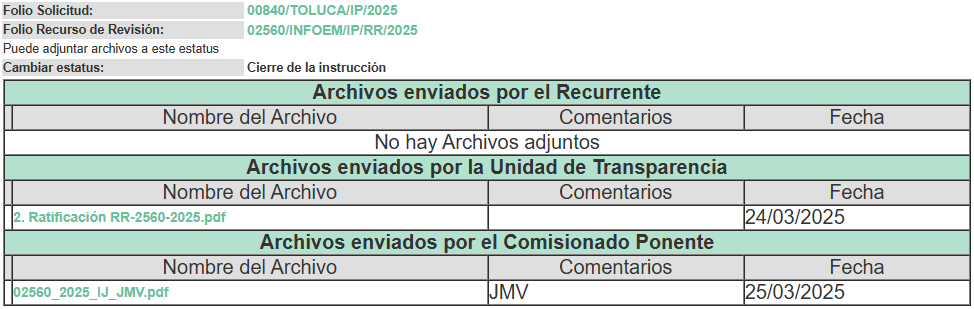 Folio Solicitud: 00840/TOLUCA/IP/2025
Folio Recurso de Revisión: 02560/INFOEM/IP/RR/2025
Puede adjuntar archivos a este estatus
Cambiar estatus: Cierre de la instrucción
Archivos enviados por el Recurrente
Nombre del Archivo Comentarios Fecha
No hay Archivos adjuntos
Archivos enviados por la Unidad de Transparencia
Nombre del Archivo Comentarios Fecha
2. Ratificación RR-2560-2025.pdf 24/03/2025
Archivos enviados por el Comisionado Ponente
Nombre del Archivo Comentarios Fecha
02560_2025_IJ_JMV.pdf JMV 25/03/2025